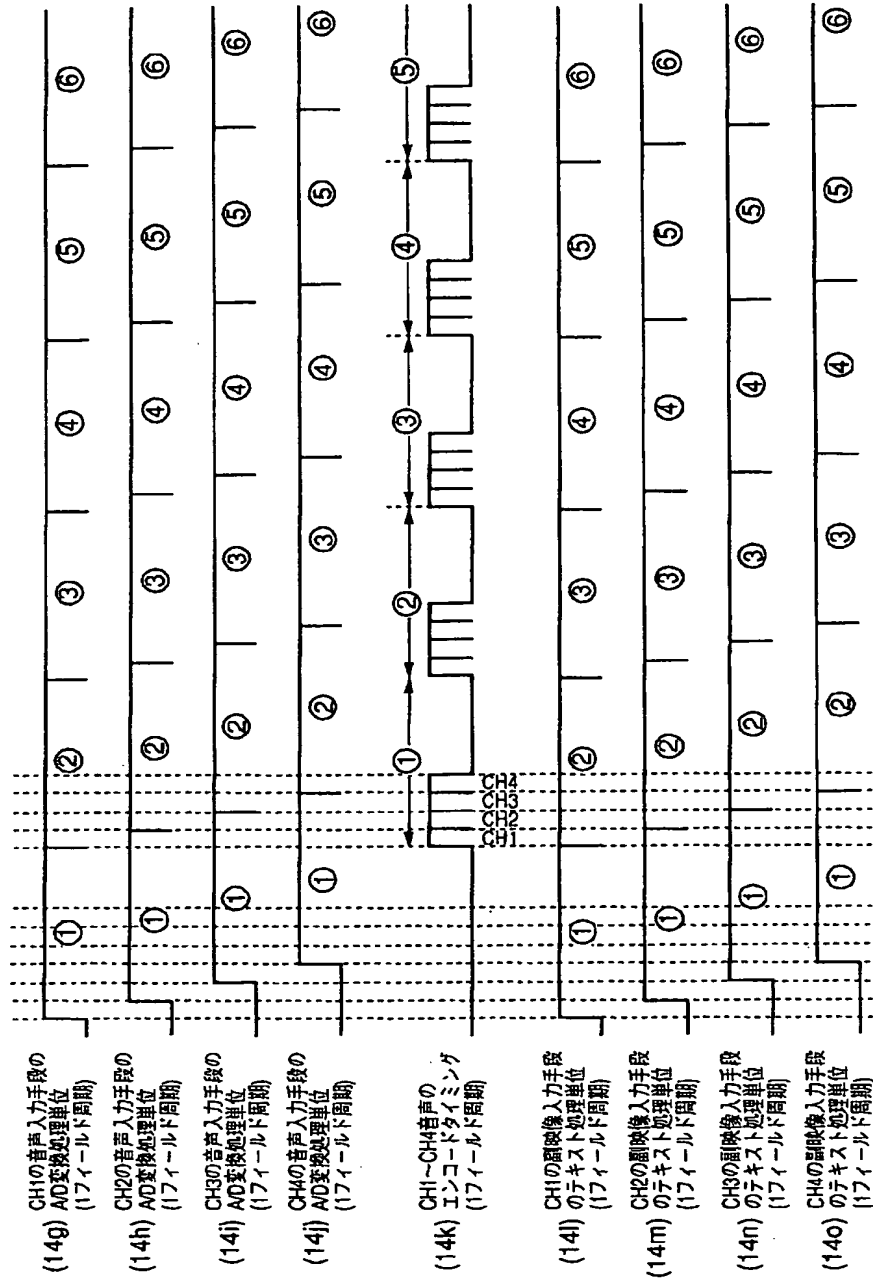 (14g) CH1の音声入力手段の
A/D変換処理単位
(1フィールド周期)
① ② ③ ④ ⑤ ⑥
(14h) CH2の音声入力手段の
A/D変換処理単位
(1フィールド周期)
① ② ③ ④ ⑤ ⑥
(14i) CH3の音声入力手段の
A/D変換処理単位
(1フィールド周期)
① ② ③ ④ ⑤ ⑥
(14j) CH4の音声入力手段の
A/D変換処理単位
(1フィールド周期)
① ② ③ ④ ⑤ ⑥
(14k) CH1~CH4音声の
エンコードタイミング
(1フィールド周期)
① ② ③ ④ ⑤
CH1 CH2 CH3 CH4
(14l) CH1の副映像入力手段
のテキスト処理単位
(1フィールド周期)
① ② ③ ④ ⑤ ⑥
(14m) CH2の副映像入力手段
のテキスト処理単位
(1フィールド周期)
① ② ③ ④ ⑤ ⑥
(14n) CH3の副映像入力手段
のテキスト処理単位
(1フィールド周期)
① ② ③ ④ ⑤ ⑥
(14o) CH4の副映像入力手段
のテキスト処理単位
(1フィールド周期)
① ② ③ ④ ⑤ ⑥